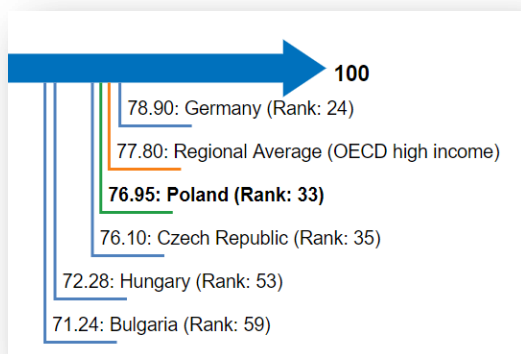 100
78.90: Germany (Rank: 24)
77.80: Regional Average (OECD high income)
76.95: Poland (Rank: 33)
76.10: Czech Republic (Rank: 35)
72.28: Hungary (Rank: 53)
71.24: Bulgaria (Rank: 59)